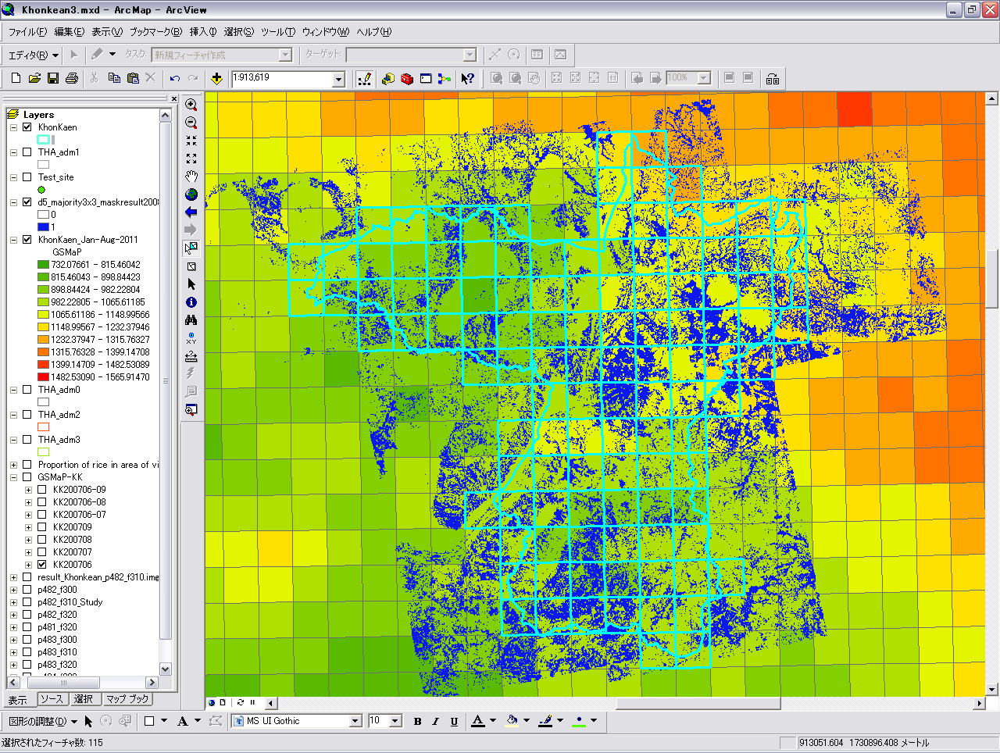 Khonkean3.mxd - ArcMap - ArcView
ファイル(F) 編集(E) 表示(V) ブックマーク(B) 挿入(I) 選択(S) ツール(T) ウィンドウ(W) ヘルプ(H)
エディタ(R) タスク: 新規フィーチャ作成 ターゲット:
1:913,619 100%
Layers
KhonKaen
THA_adm1
Test_site
d5_majority3x3_maskresult200
0
1
KhonKaen_Jan-Aug-2011
GSMaP
732.07661 - 815.46042
815.46043 - 898.84423
898.84424 - 982.22804
982.22805 - 1065.61185
1065.61186 - 1148.99566
1148.99567 - 1232.37946
1232.37947 - 1315.76327
1315.76328 - 1399.14708
1399.14709 - 1482.53089
1482.53090 - 1565.91470
THA_adm0
THA_adm2
THA_adm3
Proportion of rice in area of vi
GSMaP-KK
KK200706-09
KK200706-08
KK200706-07
KK200709
KK200708
KK200707
KK200706
result_Khonkean_p482_f310.img
p482_f300
p482_f310_Study
p482_f320
p481_f320
p483_f300
p483_f310
p483_f320
表示 ソース 選択 マップ ブック
図形の調整(D) A MS UI Gothic 10 B I U A
選択されたフィーチャ数: 115
913051.604 1730896.408 メートル